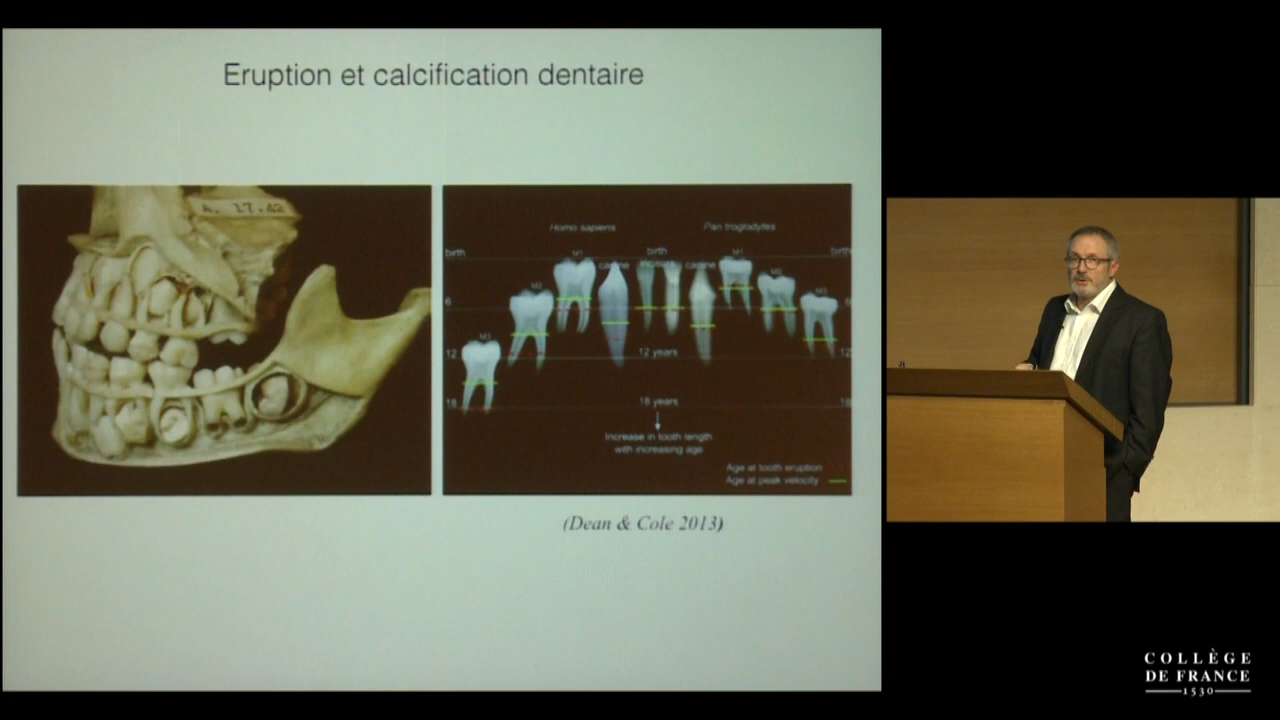 Eruption et calcification dentaire
A. 17.42
Homo sapiens
Pan troglodytes
birth
birth
birth
M1
canine
incisors
canine
M1
M2
M2
M3
M3
6
6
12
12 years
12
18
18 years
18
Increase in tooth length
with increasing age
Age at tooth eruption
Age at peak velocity
(Dean & Cole 2013)
COLLÈGE
DE FRANCE
1530